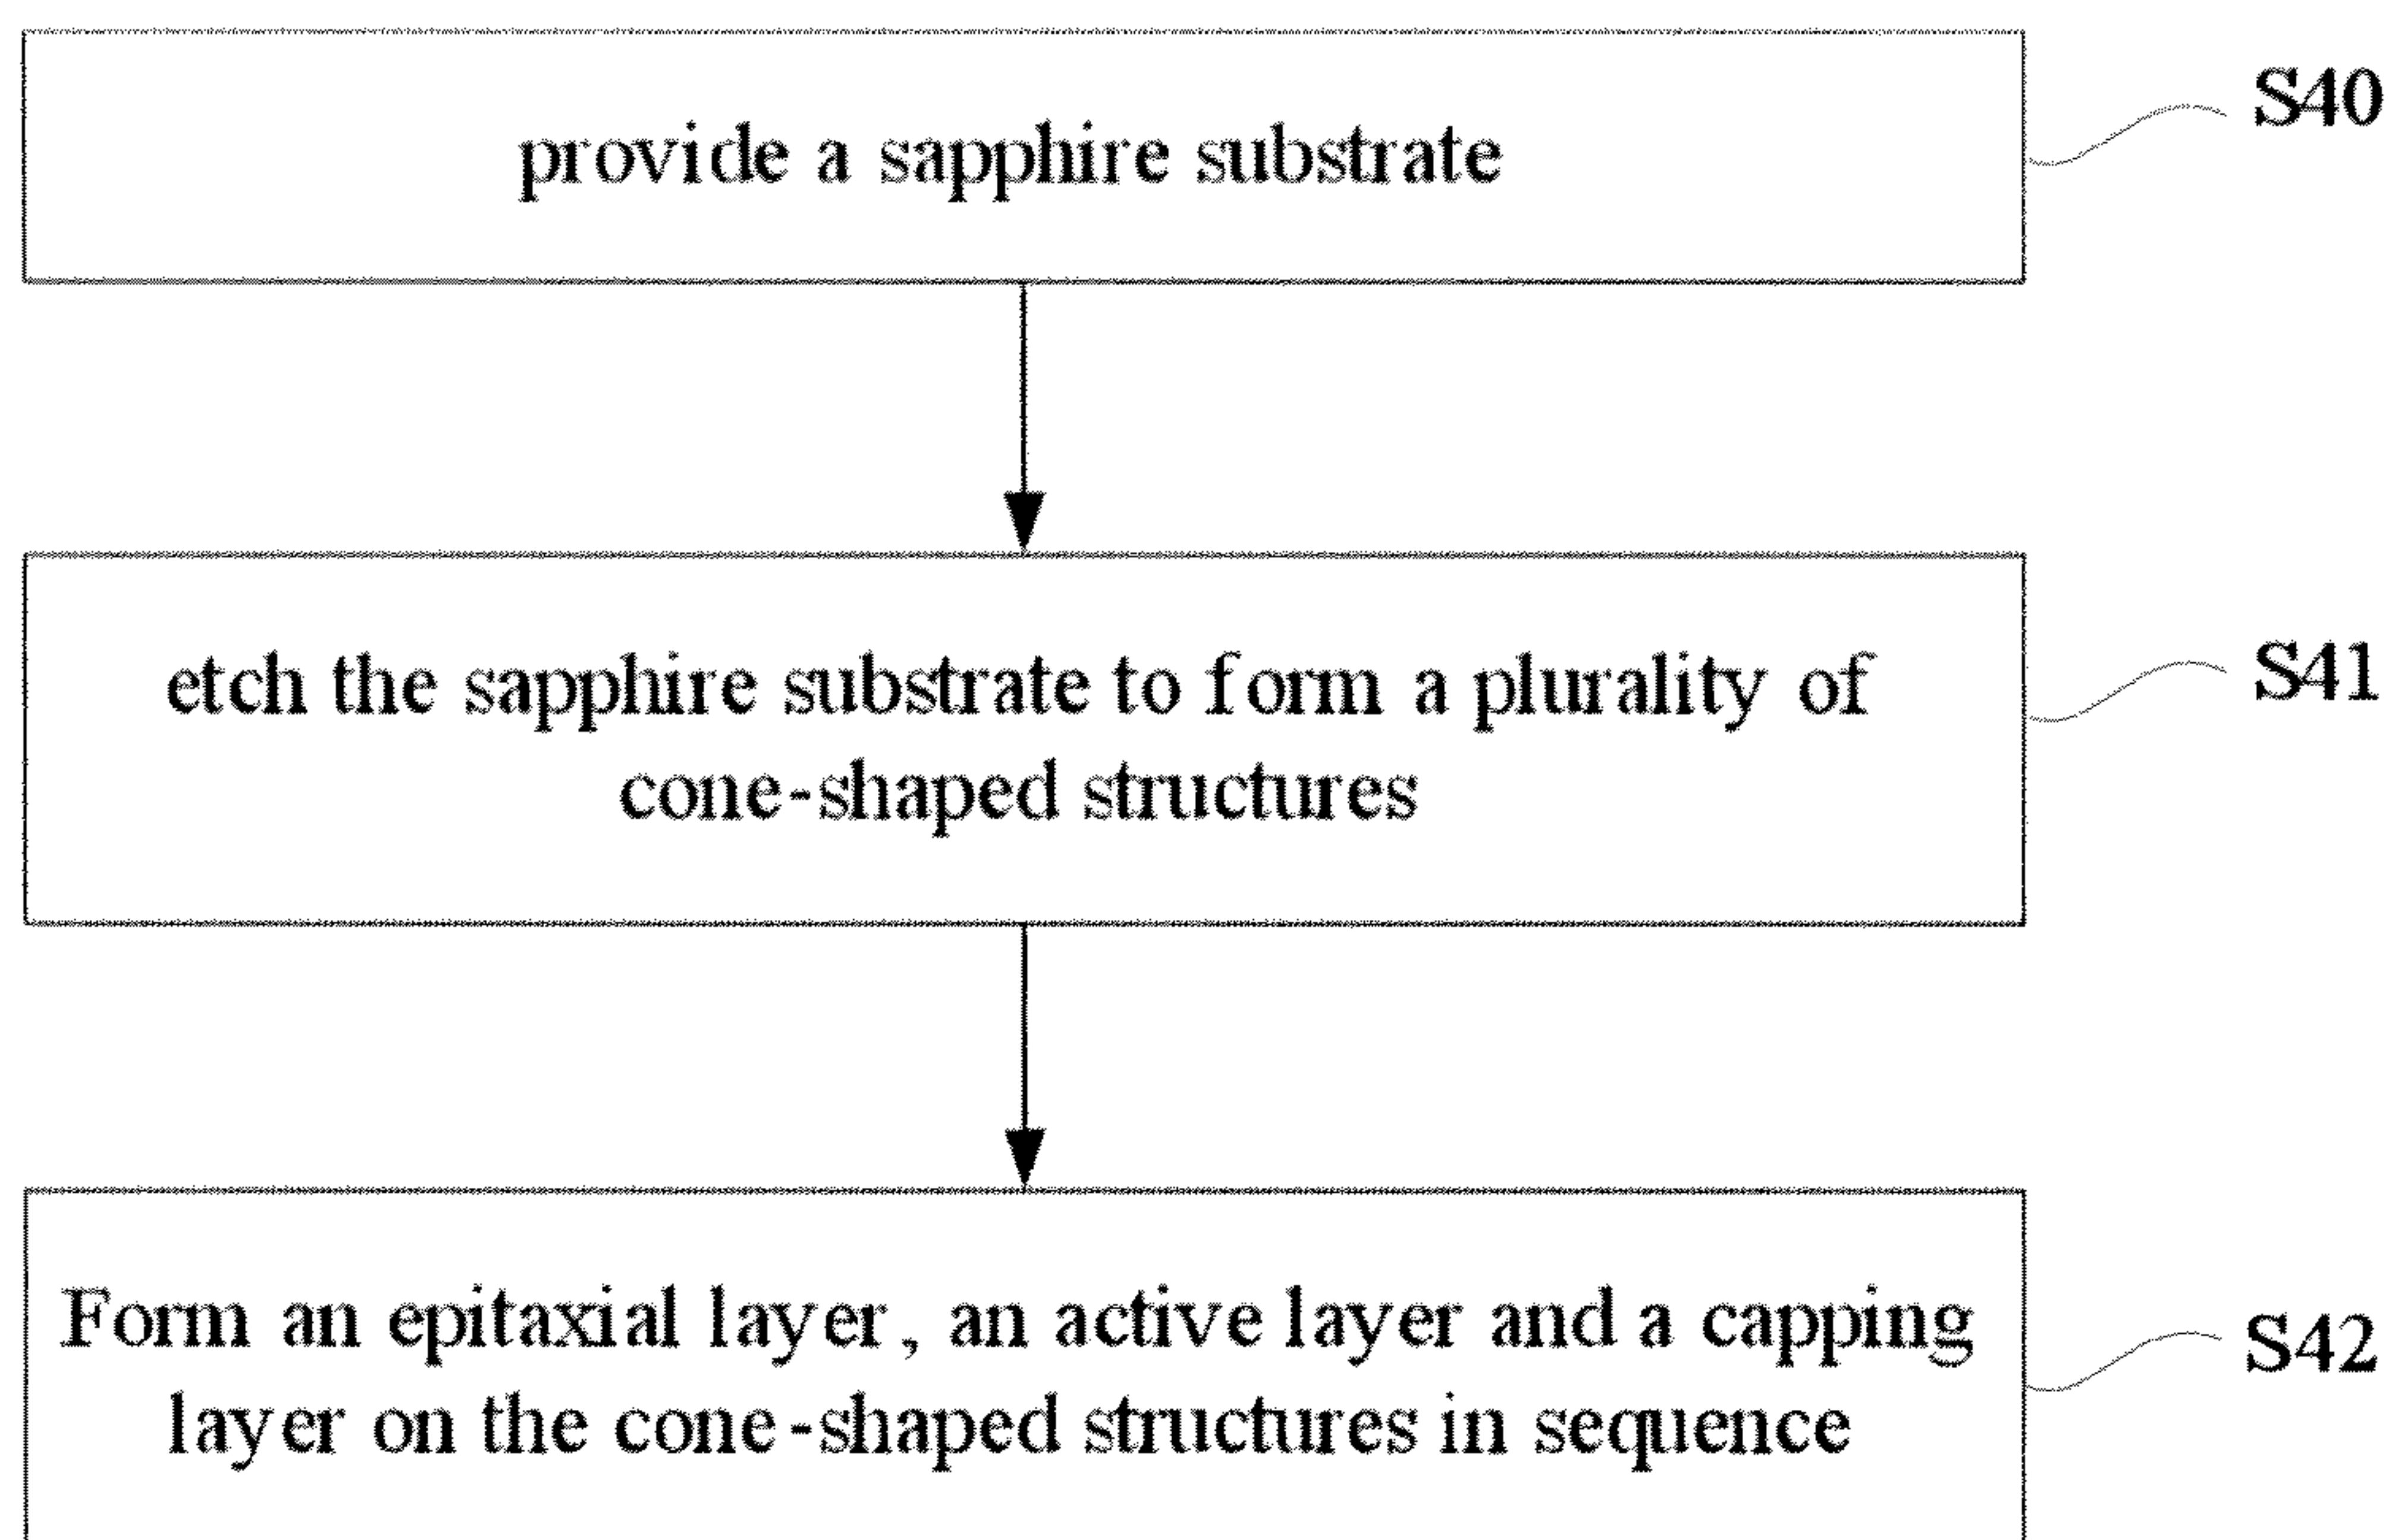 provide a sapphire substrate
S40
etch the sapphire substrate to form a plurality of
cone-shaped structures
S41
Form an epitaxial layer, an active layer and a capping
layer on the cone-shaped structures in sequence
S42